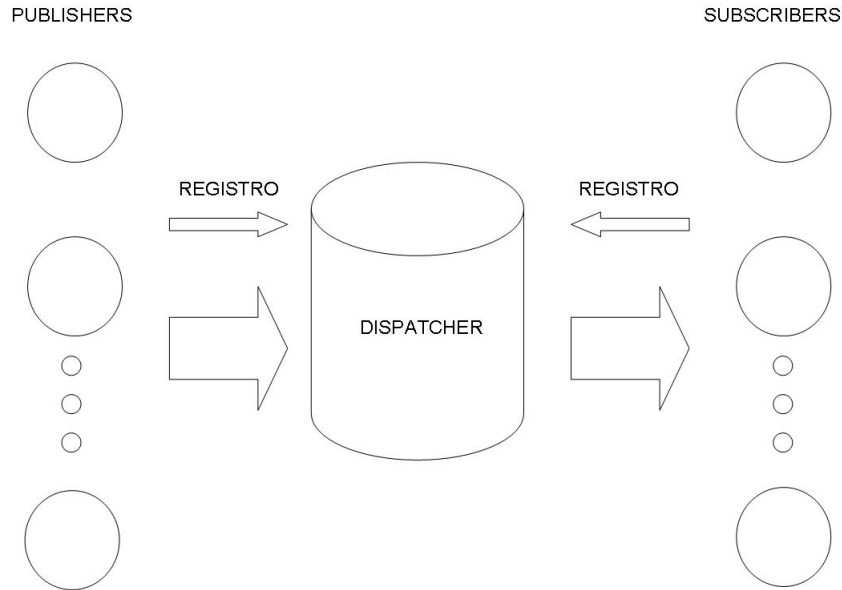 PUBLISHERS
SUBSCRIBERS
REGISTRO
REGISTRO
DISPATCHER